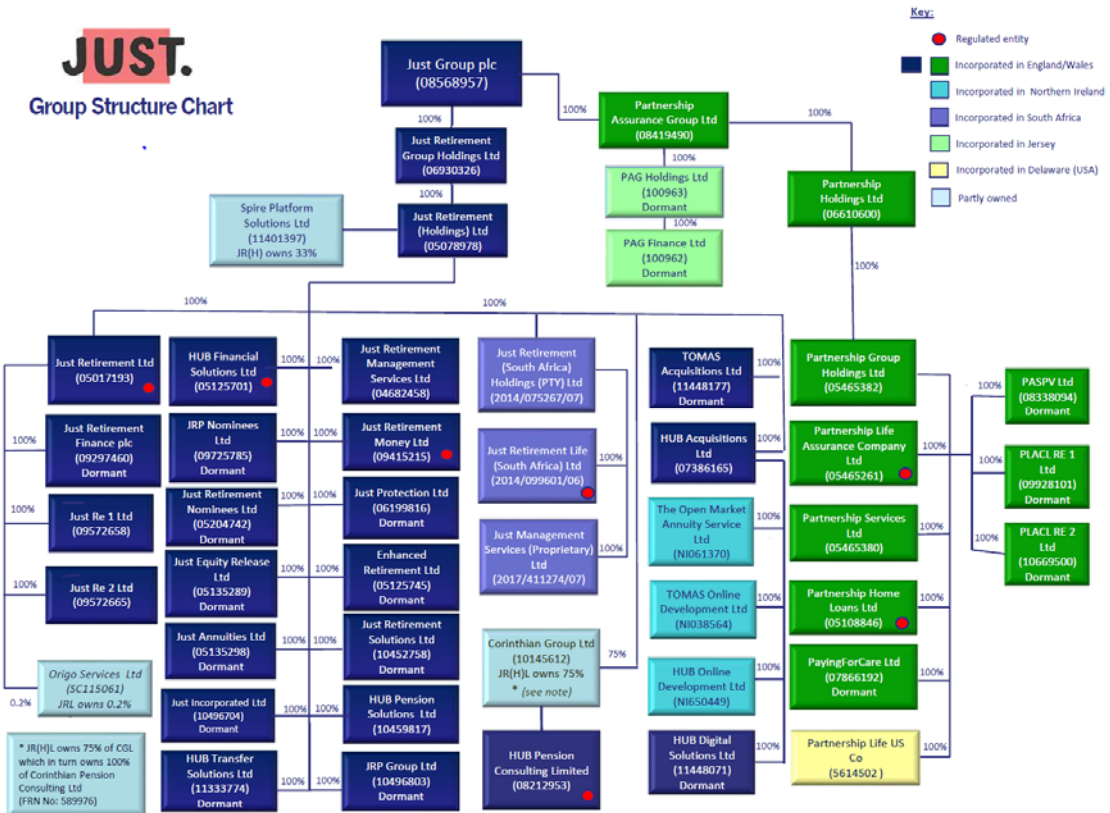 JUST.
Group Structure Chart
Key:
Regulated entity
Incorporated in England/Wales
Incorporated in Northern Ireland
Incorporated in South Africa
Incorporated in Jersey
Incorporated in Delaware (USA)
Partly owned
Just Group plc
(08568957)
100%
100%
Partnership
Assurance Group Ltd
(08419490)
100%
100%
Just Retirement
Group Holdings Ltd
(06930326)
100%
PAG Holdings Ltd
(100963)
Dormant
100%
PAG Finance Ltd
(100962)
Dormant
Partnership
Holdings Ltd
(06610600)
100%
Spire Platform
Solutions Ltd
(11401397)
JR(H) owns 33%
Just Retirement
(Holdings) Ltd
(05078978)
100%
100%
Just Retirement Ltd
(05017193)
100%
Just Retirement
Finance plc
(09297460)
Dormant
100%
Just Re 1 Ltd
(09572658)
100%
Just Re 2 Ltd
(09572665)
0.2%
Origo Services Ltd
(SC115061)
JRL owns 0.2%
* JR(H)L owns 75% of CGL
which in turn owns 100%
of Corinthian Pension
Consulting Ltd
(FRN No: 589976)
HUB Financial
Solutions Ltd
(05125701)
100%
100%
Just Retirement
Management
Services Ltd
(04682458)
JRP Nominees
Ltd
(09725785)
Dormant
100%
100%
Just Retirement
Money Ltd
(09415215)
Just Retirement
Nominees Ltd
(05204742)
Dormant
100%
100%
Just Protection Ltd
(06199816)
Dormant
Just Equity Release
Ltd
(05135289)
Dormant
100%
100%
Enhanced
Retirement Ltd
(05125745)
Dormant
Just Annuities Ltd
(05135298)
Dormant
100%
100%
Just Retirement
Solutions Ltd
(10452758)
Dormant
Just Incorporated Ltd
(10496704)
Dormant
100%
100%
HUB Pension
Solutions Ltd
(10459817)
HUB Transfer
Solutions Ltd
(11333774)
Dormant
100%
100%
JRP Group Ltd
(10496803)
Dormant
Just Retirement
(South Africa)
Holdings (PTY) Ltd
(2014/075267/07)
Just Retirement Life
(South Africa) Ltd
(2014/099601/06)
100%
Just Management
Services (Proprietary)
Ltd
(2017/411274/07)
100%
Corinthian Group Ltd
(10145612)
JR(H)L owns 75%
* (see note)
75%
HUB Pension
Consulting Limited
(08212953)
TOMAS
Acquisitions Ltd
(11448177)
Dormant
100%
HUB Acquisitions
Ltd
(07386165)
100%
The Open Market
Annuity Service
Ltd
(NI061370)
100%
TOMAS Online
Development Ltd
(NI038564)
100%
HUB Online
Development Ltd
(NI650449)
100%
HUB Digital
Solutions Ltd
(11448071)
100%
Partnership Group
Holdings Ltd
(05465382)
Partnership Life
Assurance Company
Ltd
(05465261)
100%
Partnership Services
Ltd
(05465380)
100%
Partnership Home
Loans Ltd
(05108846)
100%
PayingForCare Ltd
(07866192)
Dormant
100%
Partnership Life US
Co
(5614502 )
100%
100%
PASPV Ltd
(08338094)
Dormant
100%
PLACL RE 1
Ltd
(09928101)
Dormant
100%
PLACL RE 2
Ltd
(10669500)
Dormant